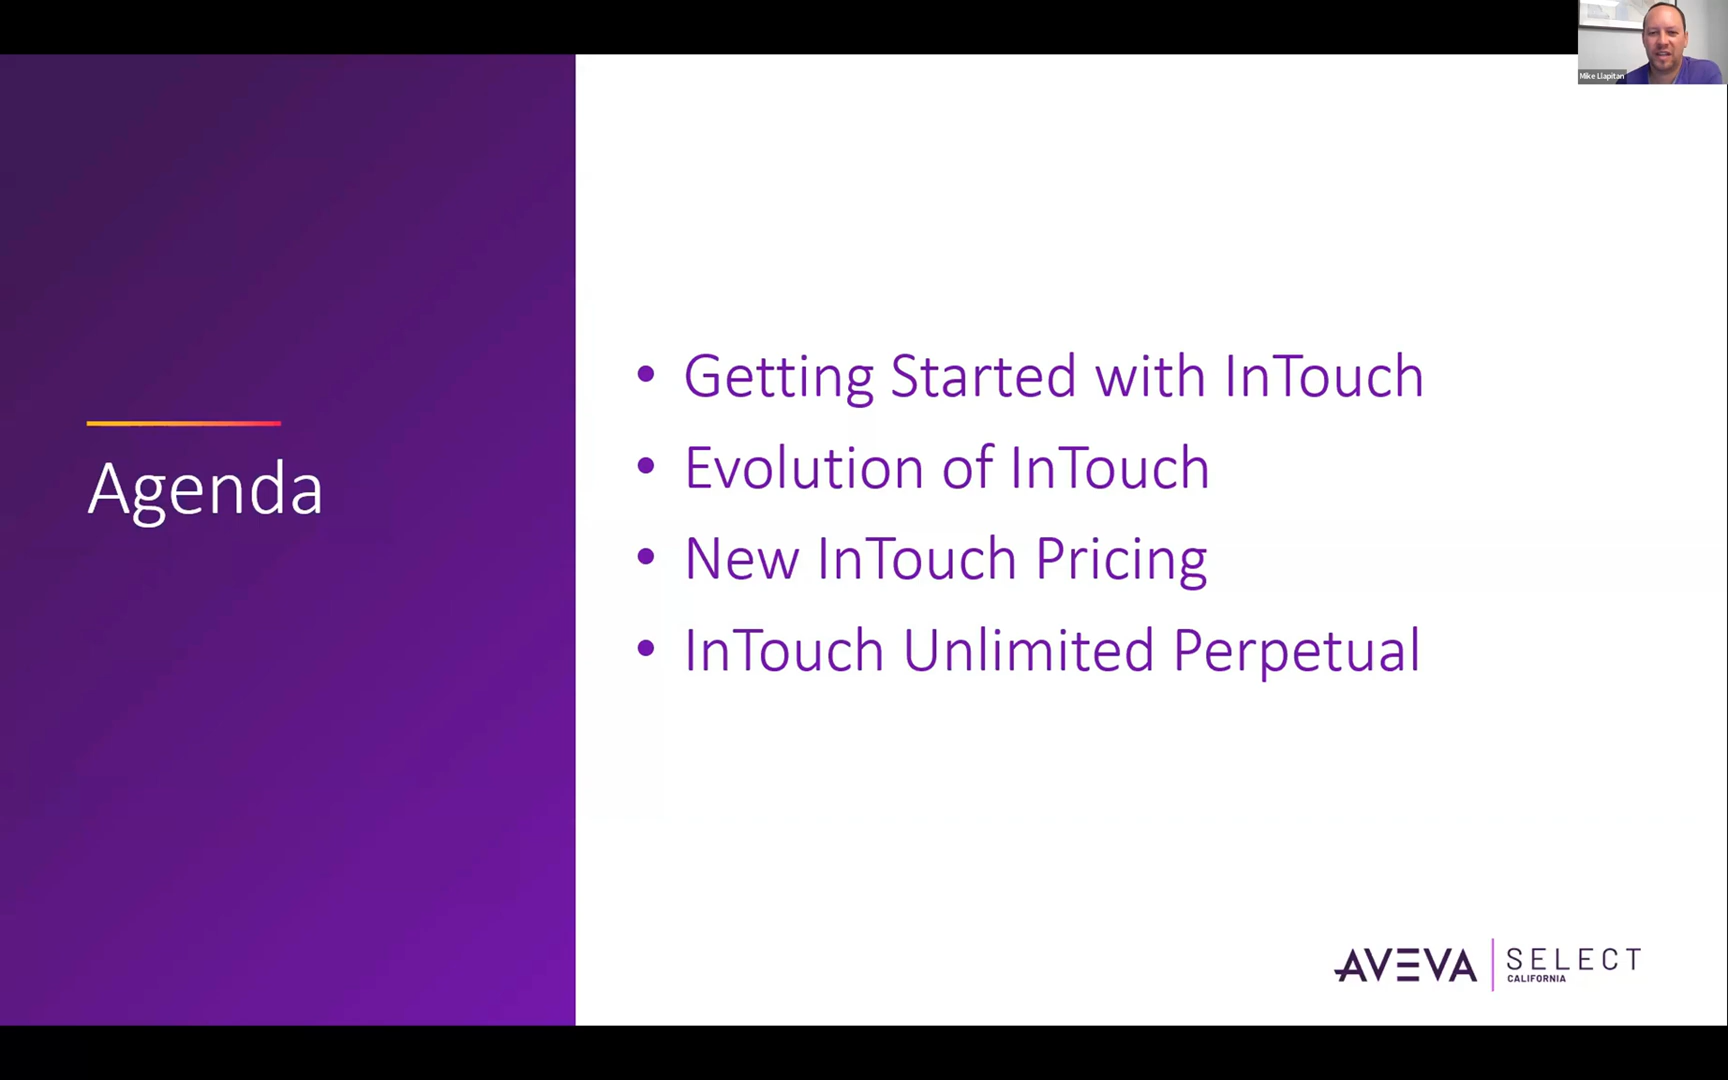 Mike Llapitan
Agenda
• Getting Started with InTouch
• Evolution of InTouch
• New InTouch Pricing
• InTouch Unlimited Perpetual
AVEVA | SELECT
CALIFORNIA